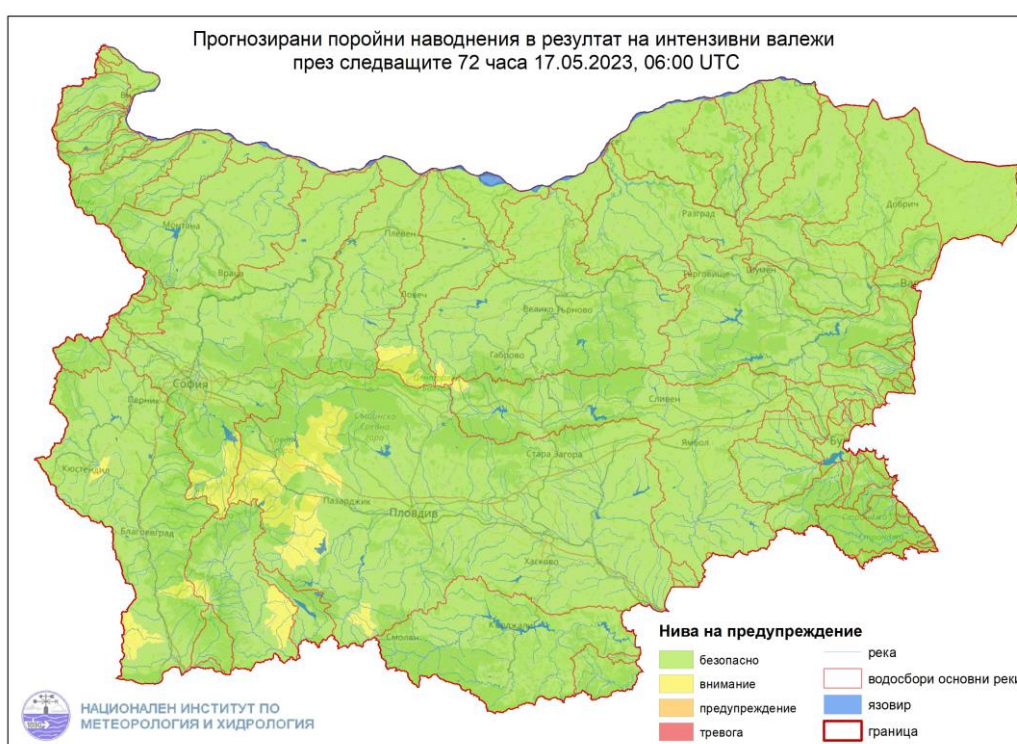 Прогнозирани поройни наводнения в резултат на интензивни валежи
през следващите 72 часа 17.05.2023, 06:00 UTC
Монтана
Враца
Плевен
Ловеч
Велико Търново
Габрово
Разград
Търговище
Шумен
Добрич
Вар
София
Перник
Кюстендил
Благоевград
Пазарджик
Пловдив
Стара Загора
Сливен
Ямбол
Бу
Хасково
Кърджали
Смолян
Нива на предупреждение
безопасно
внимание
предупреждение
тревога
река
водосбори основни реки
язовир
граница
НАЦИОНАЛЕН ИНСТИТУТ ПО
МЕТЕОРОЛОГИЯ И ХИДРОЛОГИЯ